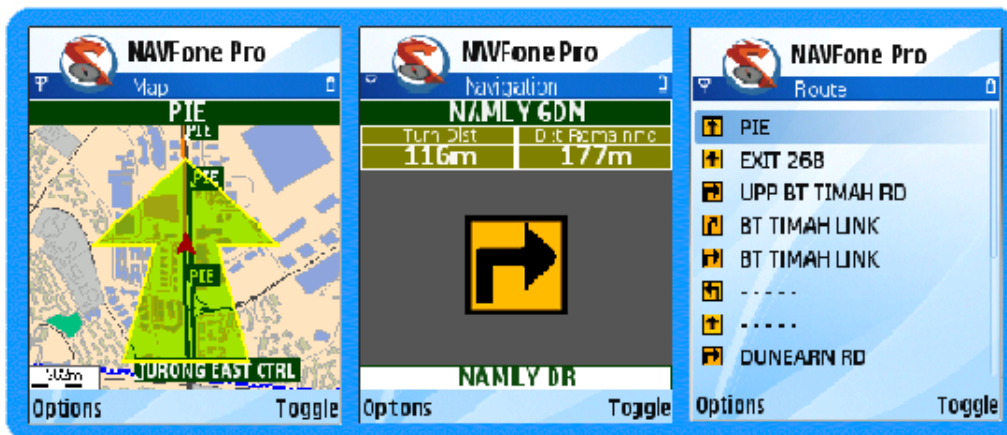 NAVFone Pro
Map
PIE
PIE
PIE
PIE
JURONG EAST CTRL
Options Toggle
NAVFone Pro
Navigation
NAMLY GDN
Turn Dist Dist Remaining
116m 177m
NAMLY DR
Options Toggle
NAVFone Pro
Route
PIE
EXIT 26B
UPP BT TIMAH RD
BT TIMAH LINK
BT TIMAH LINK
- - - - -
- - - - -
DUNEARN RD
Options Toggle